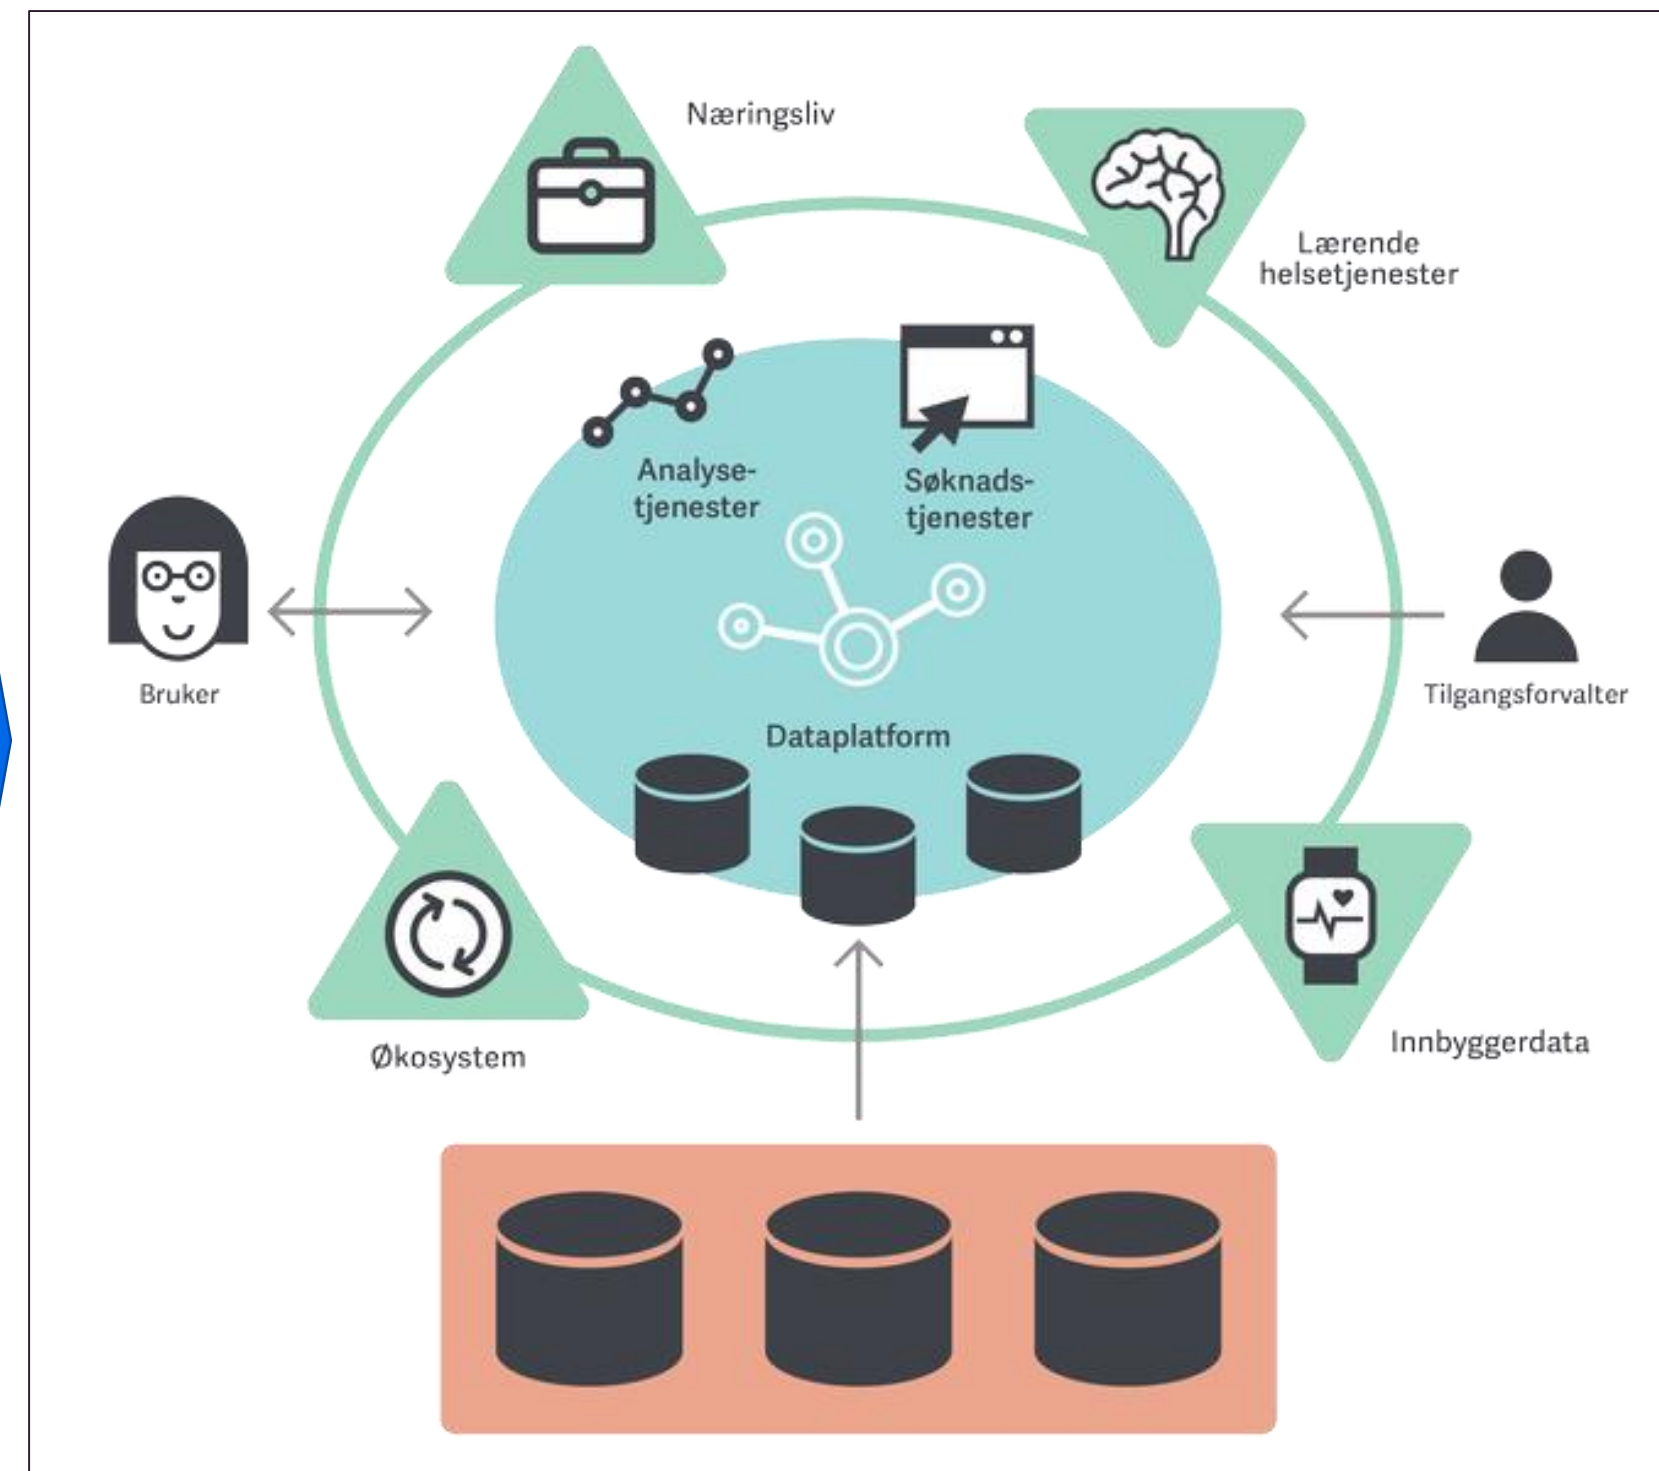 Næringsliv
Lærende
helsetjenester
Analyse-
tjenester
Søknads-
tjenester
Bruker
Tilgangsforvalter
Dataplatform
Økosystem
Innbyggerdata